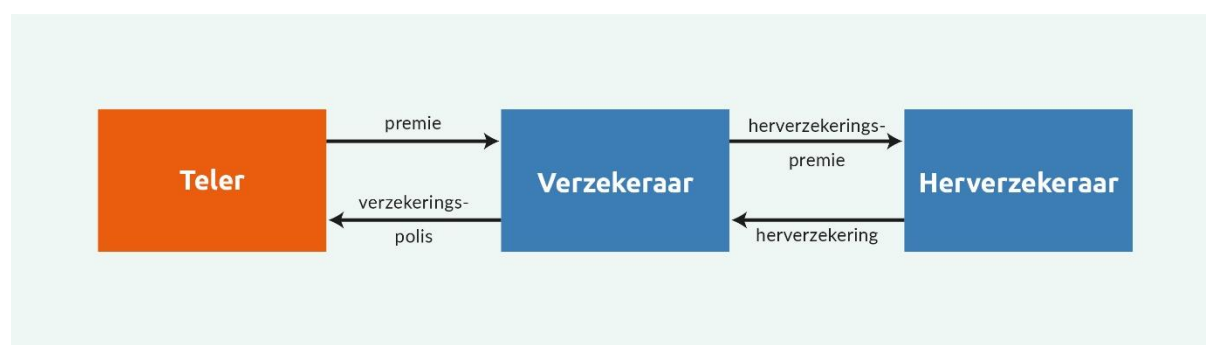 premie
Teler
verzekerings-
polis
Verzekeraar
herverzekerings-
premie
herverzekering
Herverzekeraar